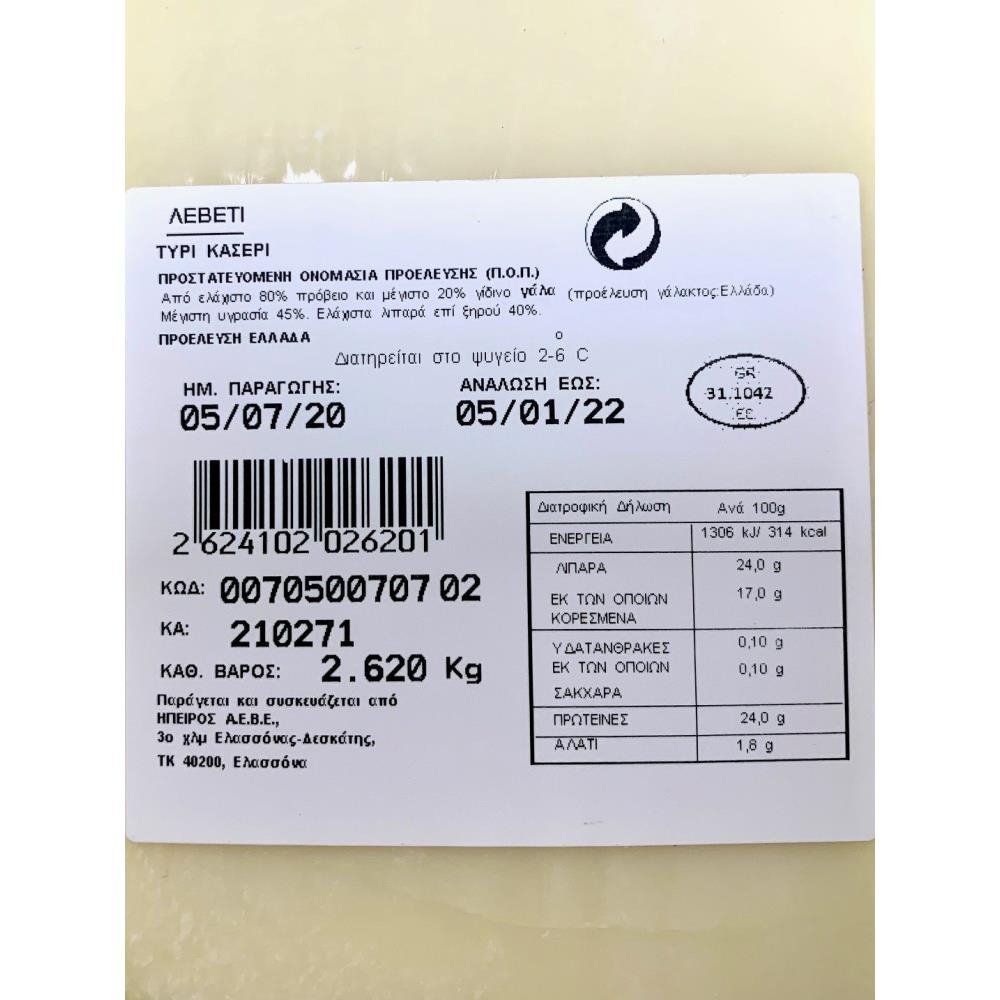 ΛΕΒΕΤΙ
ΤΥΡΙ ΚΑΣΕΡΙ
ΠΡΟΣΤΑΤΕΥΟΜΕΝΗ ΟΝΟΜΑΣΙΑ ΠΡΟΕΛΕΥΣΗΣ (Π.Ο.Π.)
Από ελάχιστο 80% πρόβειο και μέγιστο 20% γίδινο γάλα (προέλευση γάλακτος:Ελλάδα)
Μέγιστη υγρασία 45%. Ελάχιστα λιπαρά επί ξηρού 40%.
ΠΡΟΕΛΕΥΣΗ ΕΛΛΑΔΑ
Διατηρείται στο ψυγείο 2-6 °C
ΗΜ. ΠΑΡΑΓΩΓΗΣ: ΑΝΑΛΩΣΗ ΕΩΣ:
05/07/20 05/01/22
GR
31.1042
EC
2 624102 026201
ΚΩΔ: 0070500707 02
ΚΑ: 210271
ΚΑΘ. ΒΑΡΟΣ: 2.620 Kg
Παράγεται και συσκευάζεται από
ΗΠΕΙΡΟΣ Α.Ε.Β.Ε.,
3ο χλμ Ελασσόνας-Δεσκάτης,
ΤΚ 40200, Ελασσόνα
Διατροφική Δήλωση Ανά 100g
ΕΝΕΡΓΕΙΑ 1306 kJ/ 314 kcal
ΛΙΠΑΡΑ 24,0 g
ΕΚ ΤΩΝ ΟΠΟΙΩΝ 17,0 g
ΚΟΡΕΣΜΕΝΑ
ΥΔΑΤΑΝΘΡΑΚΕΣ 0,10 g
ΕΚ ΤΩΝ ΟΠΟΙΩΝ 0,10 g
ΣΑΚΧΑΡΑ
ΠΡΩΤΕΙΝΕΣ 24,0 g
ΑΛΑΤΙ 1,8 g